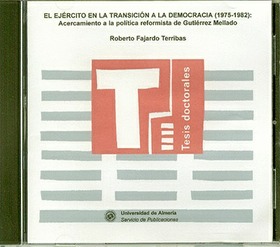 EL EJÉRCITO EN LA TRANSICIÓN A LA DEMOCRACIA (1975-1982):
Acercamiento a la política reformista de Gutiérrez Mellado
Roberto Fajardo Terribas
Tesis doctorales
Universidad de Almería
Servicio de Publicaciones